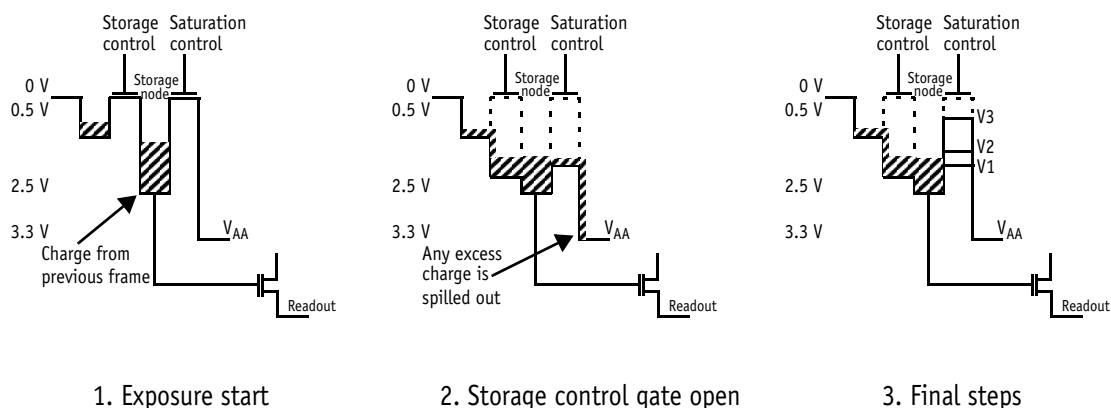 Storage control
Saturation control
0 V
Storage node
0.5 V
2.5 V
3.3 V
VAA
Charge from
previous frame
Readout
1. Exposure start
Storage control
Saturation control
0 V
Storage node
0.5 V
2.5 V
3.3 V
VAA
Any excess
charge is
spilled out
Readout
2. Storage control gate open
Storage control
Saturation control
0 V
Storage node
0.5 V
V3
V2
V1
2.5 V
3.3 V
VAA
Readout
3. Final steps